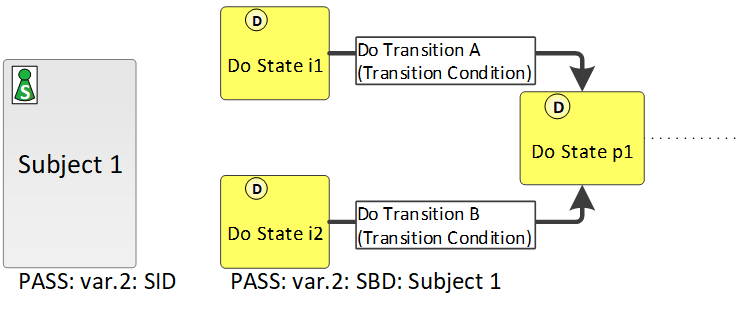 S
Subject 1
PASS: var.2: SID
D
Do State i1
Do Transition A
(Transition Condition)
D
Do State p1
D
Do State i2
Do Transition B
(Transition Condition)
PASS: var.2: SBD: Subject 1